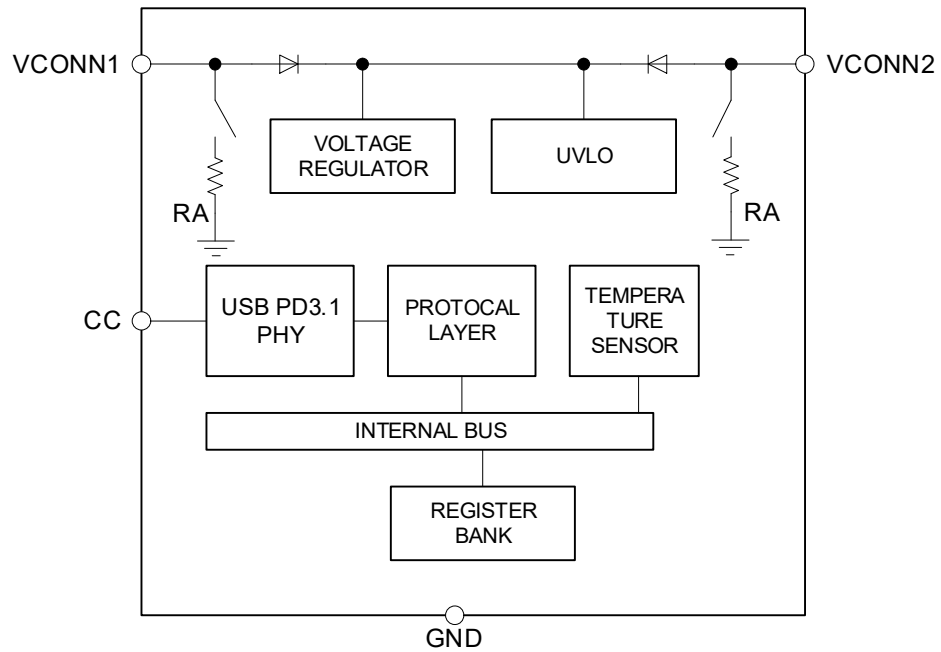 VCONN1
VCONN2
VOLTAGE
REGULATOR
UVLO
RA
RA
CC
USB PD3.1
PHY
PROTOCAL
LAYER
TEMPERA
TURE
SENSOR
INTERNAL BUS
REGISTER
BANK
GND